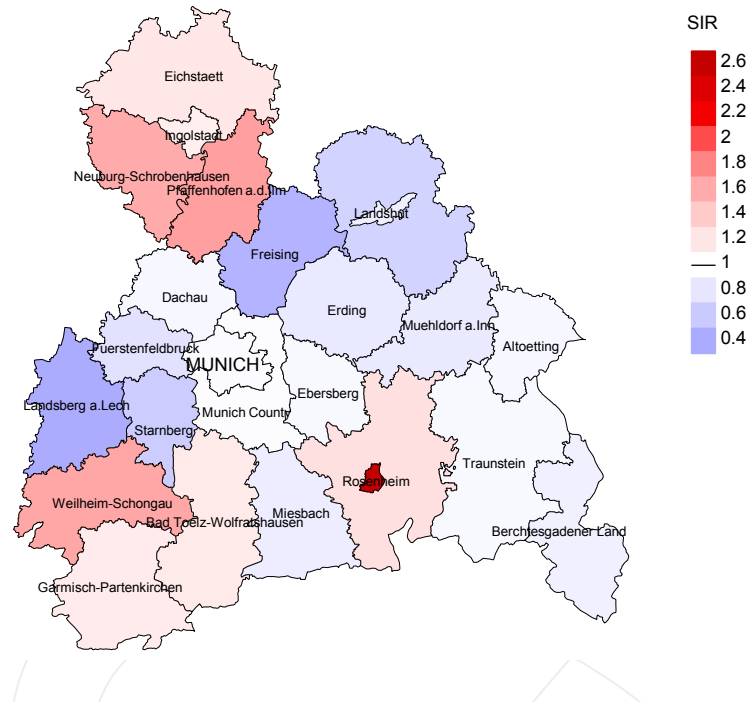 SIR
2.6
2.4
2.2
2
1.8
1.6
1.4
1.2
1
0.8
0.6
0.4
Eichstaett
Ingolstadt
Neuburg-Schrobenhausen
Pfaffenhofen a.d.Ilm
Landshut
Freising
Dachau
Erding
Muehldorf a.Inn
Altoetting
Fuerstenfeldbruck
MUNICH
Ebersberg
Landsberg a.Lech
Munich County
Starnberg
Traunstein
Rosenheim
Weilheim-Schongau
Miesbach
Bad Toelz-Wolfratshausen
Berchtesgadener Land
Garmisch-Partenkirchen